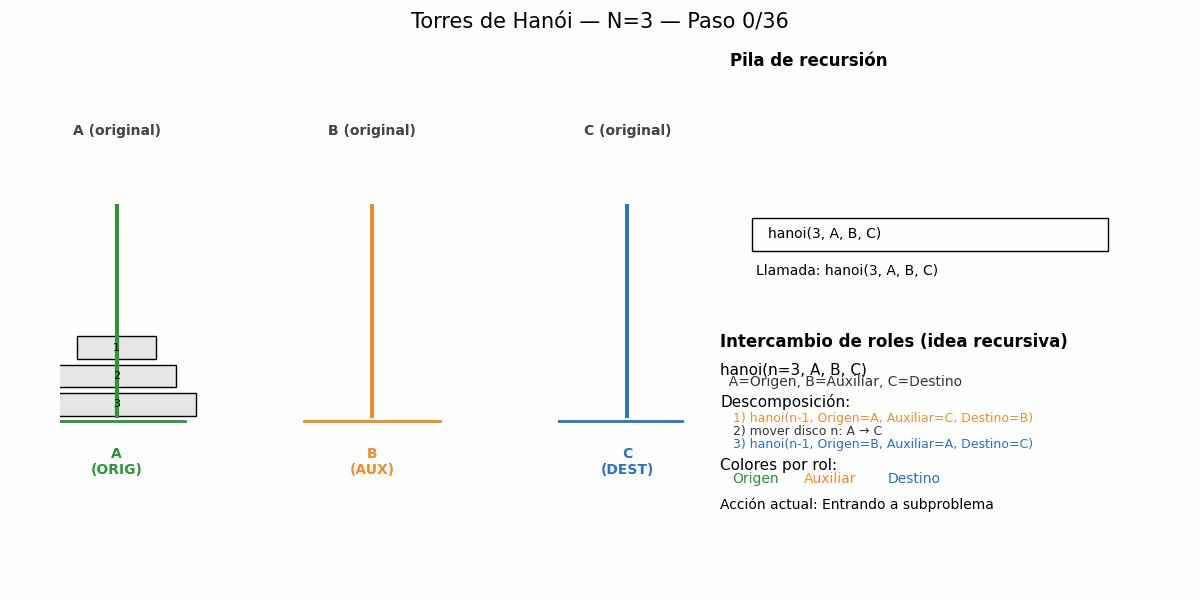 Torres de Hanói — N=3 — Paso 0/36
Pila de recursión
A (original)
B (original)
C (original)
hanoi(3, A, B, C)
Llamada: hanoi(3, A, B, C)
1
2
3
A
(ORIG)
B
(AUX)
C
(DEST)
Intercambio de roles (idea recursiva)
hanoi(n=3, A, B, C)
A=Origen, B=Auxiliar, C=Destino
Descomposición:
1) hanoi(n-1, Origen=A, Auxiliar=C, Destino=B)
2) mover disco n: A → C
3) hanoi(n-1, Origen=B, Auxiliar=A, Destino=C)
Colores por rol:
Origen Auxiliar Destino
Acción actual: Entrando a subproblema